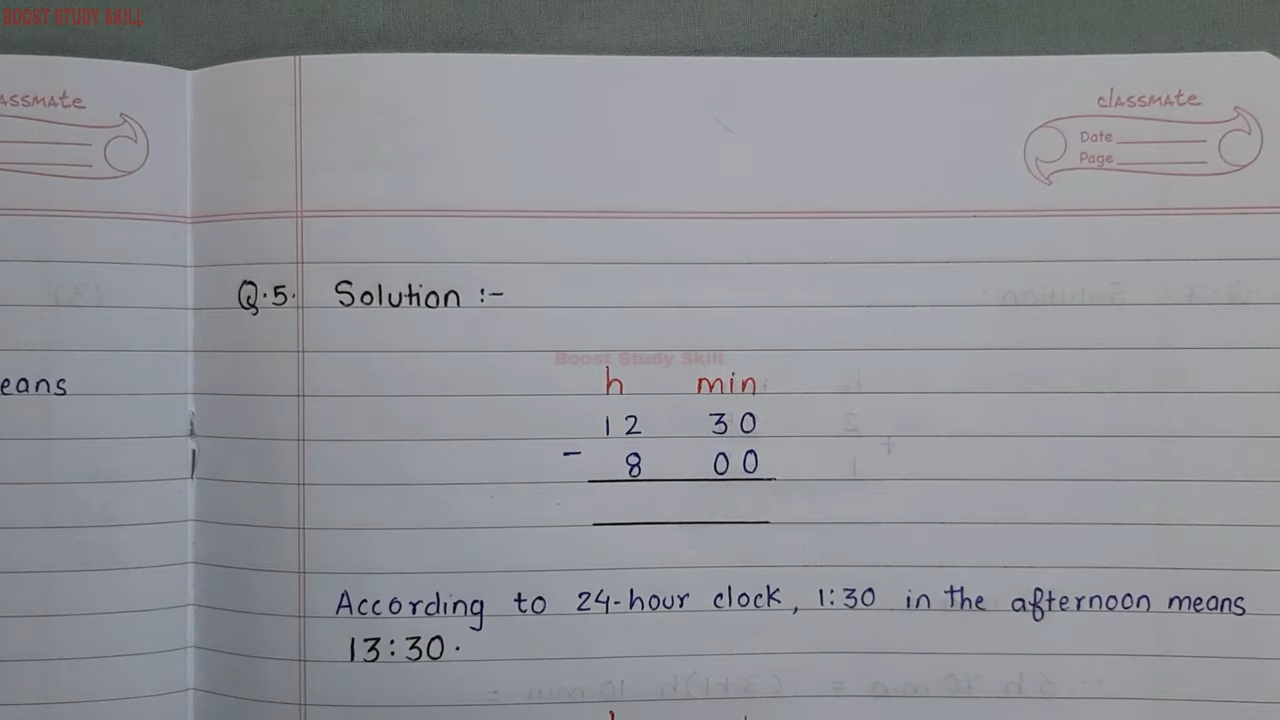 BOOST STUDY SKILL
ASSMATE
classmate
Date
Page
Q.5. Solution :-
Boost Study Skill
h min
eans
12 30
- 8 00
According to 24-hour clock, 1:30 in the afternoon means
13:30.